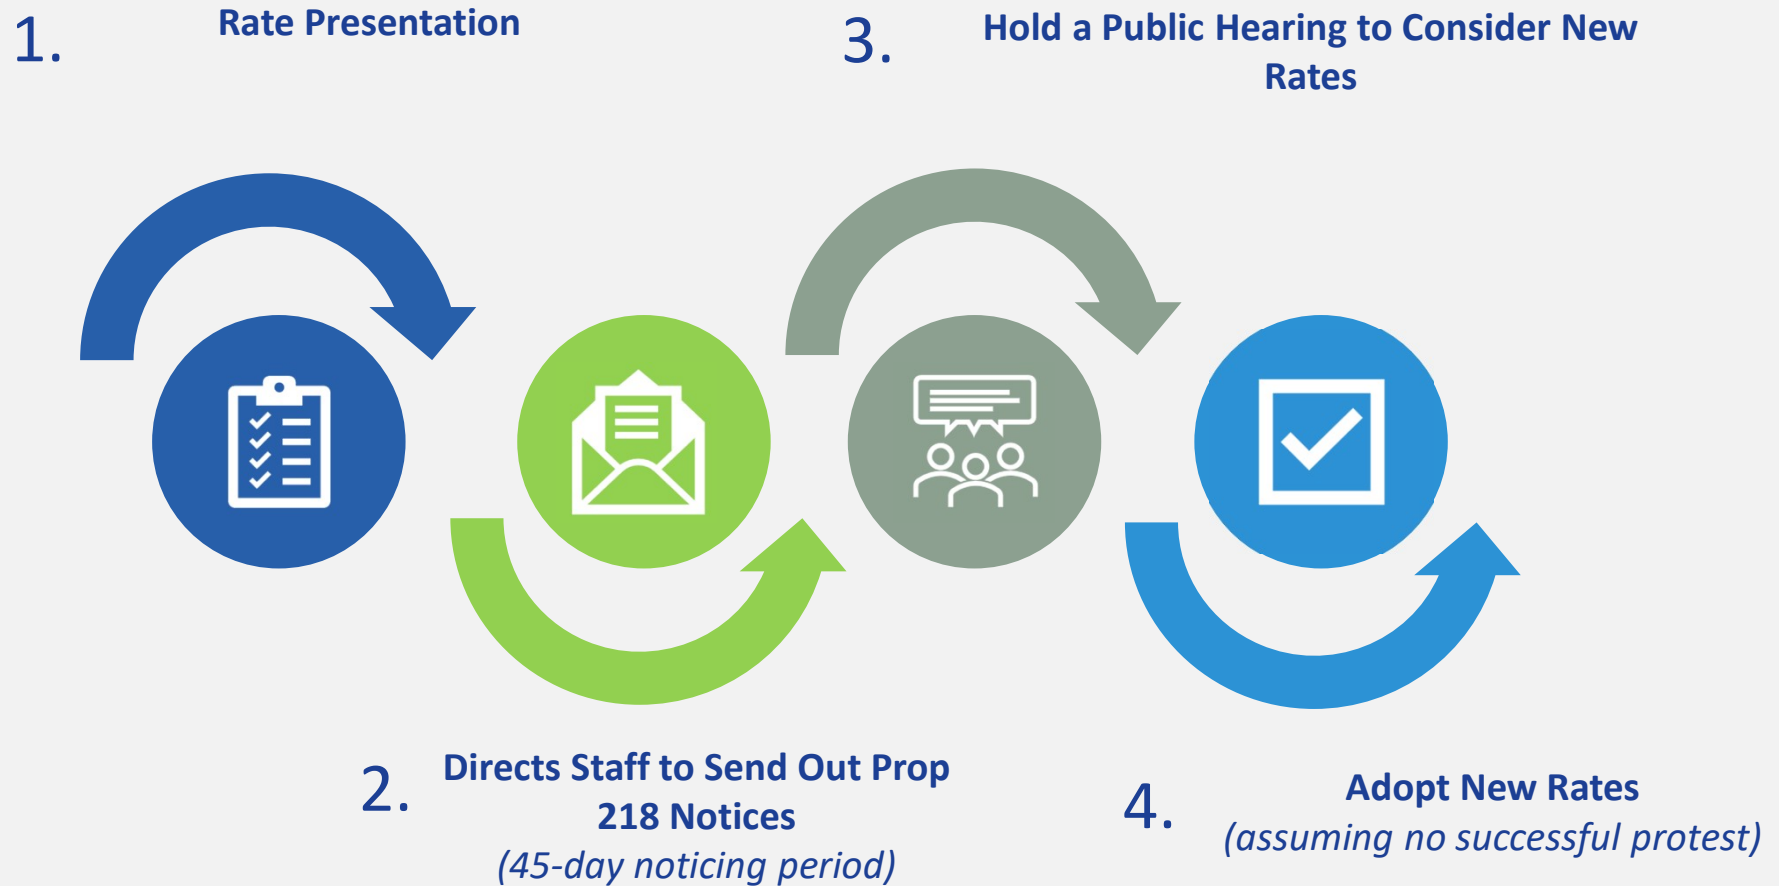 1.
Rate Presentation
2.
Directs Staff to Send Out Prop
218 Notices
(45-day noticing period)
3.
Hold a Public Hearing to Consider New
Rates
4.
Adopt New Rates
(assuming no successful protest)